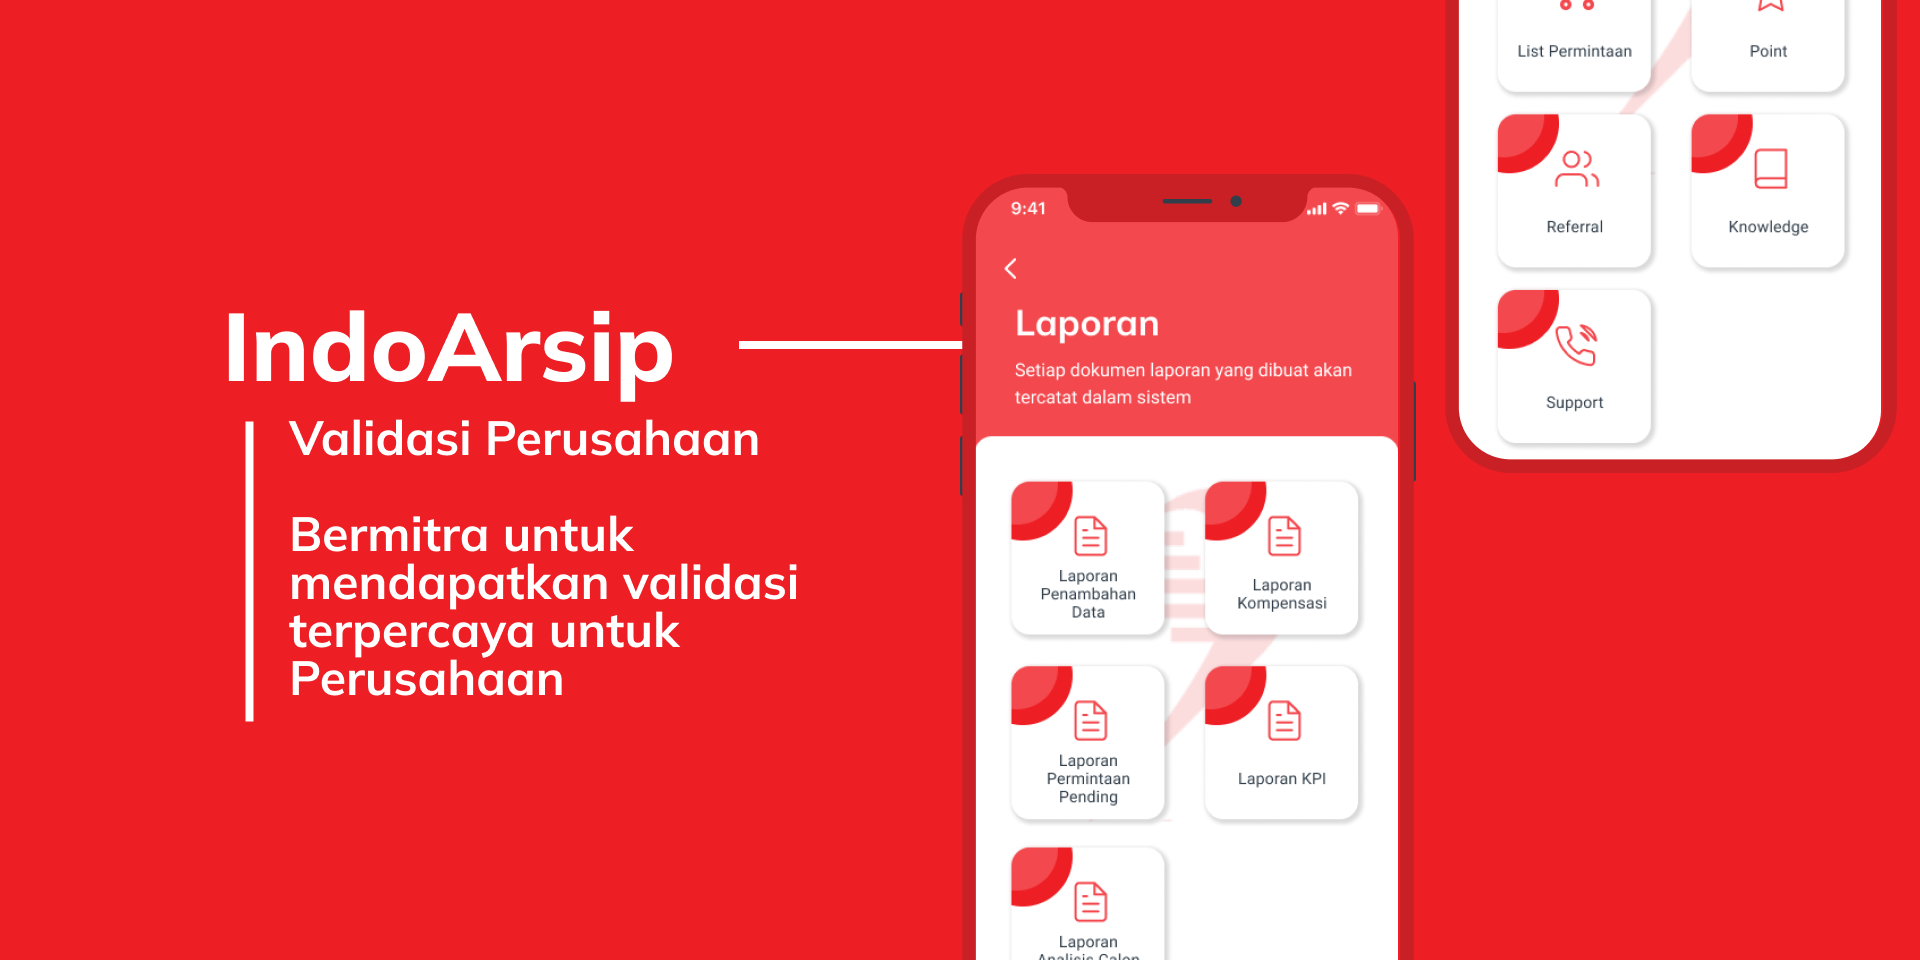 IndoArsip
Validasi Perusahaan
Bermitra untuk
mendapatkan validasi
terpercaya untuk
Perusahaan
9:41
Laporan
Setiap dokumen laporan yang dibuat akan
tercatat dalam sistem
Laporan
Penambahan
Data
Laporan
Kompensasi
Laporan
Permintaan
Pending
Laporan KPI
Laporan
Analisis Calon
List Permintaan
Point
Referral
Knowledge
Support